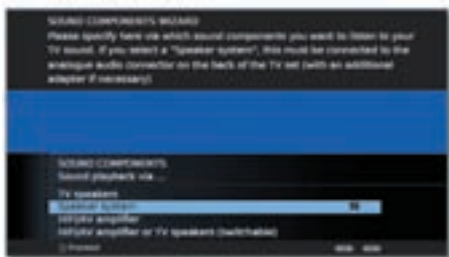 SOUND COMPONENTS WIZARD
Please specify here via which sound components you want to listen to your
TV sound. If you select a "Speaker system", this must be connected to the
analogue audio connector on the back of the TV set (with an additional
adapter if necessary).
SOUND COMPONENTS
Sound playback via ...
TV speakers
Speaker system
HIFI/AV amplifier
HIFI/AV amplifier or TV speakers (switchable)
Proceed